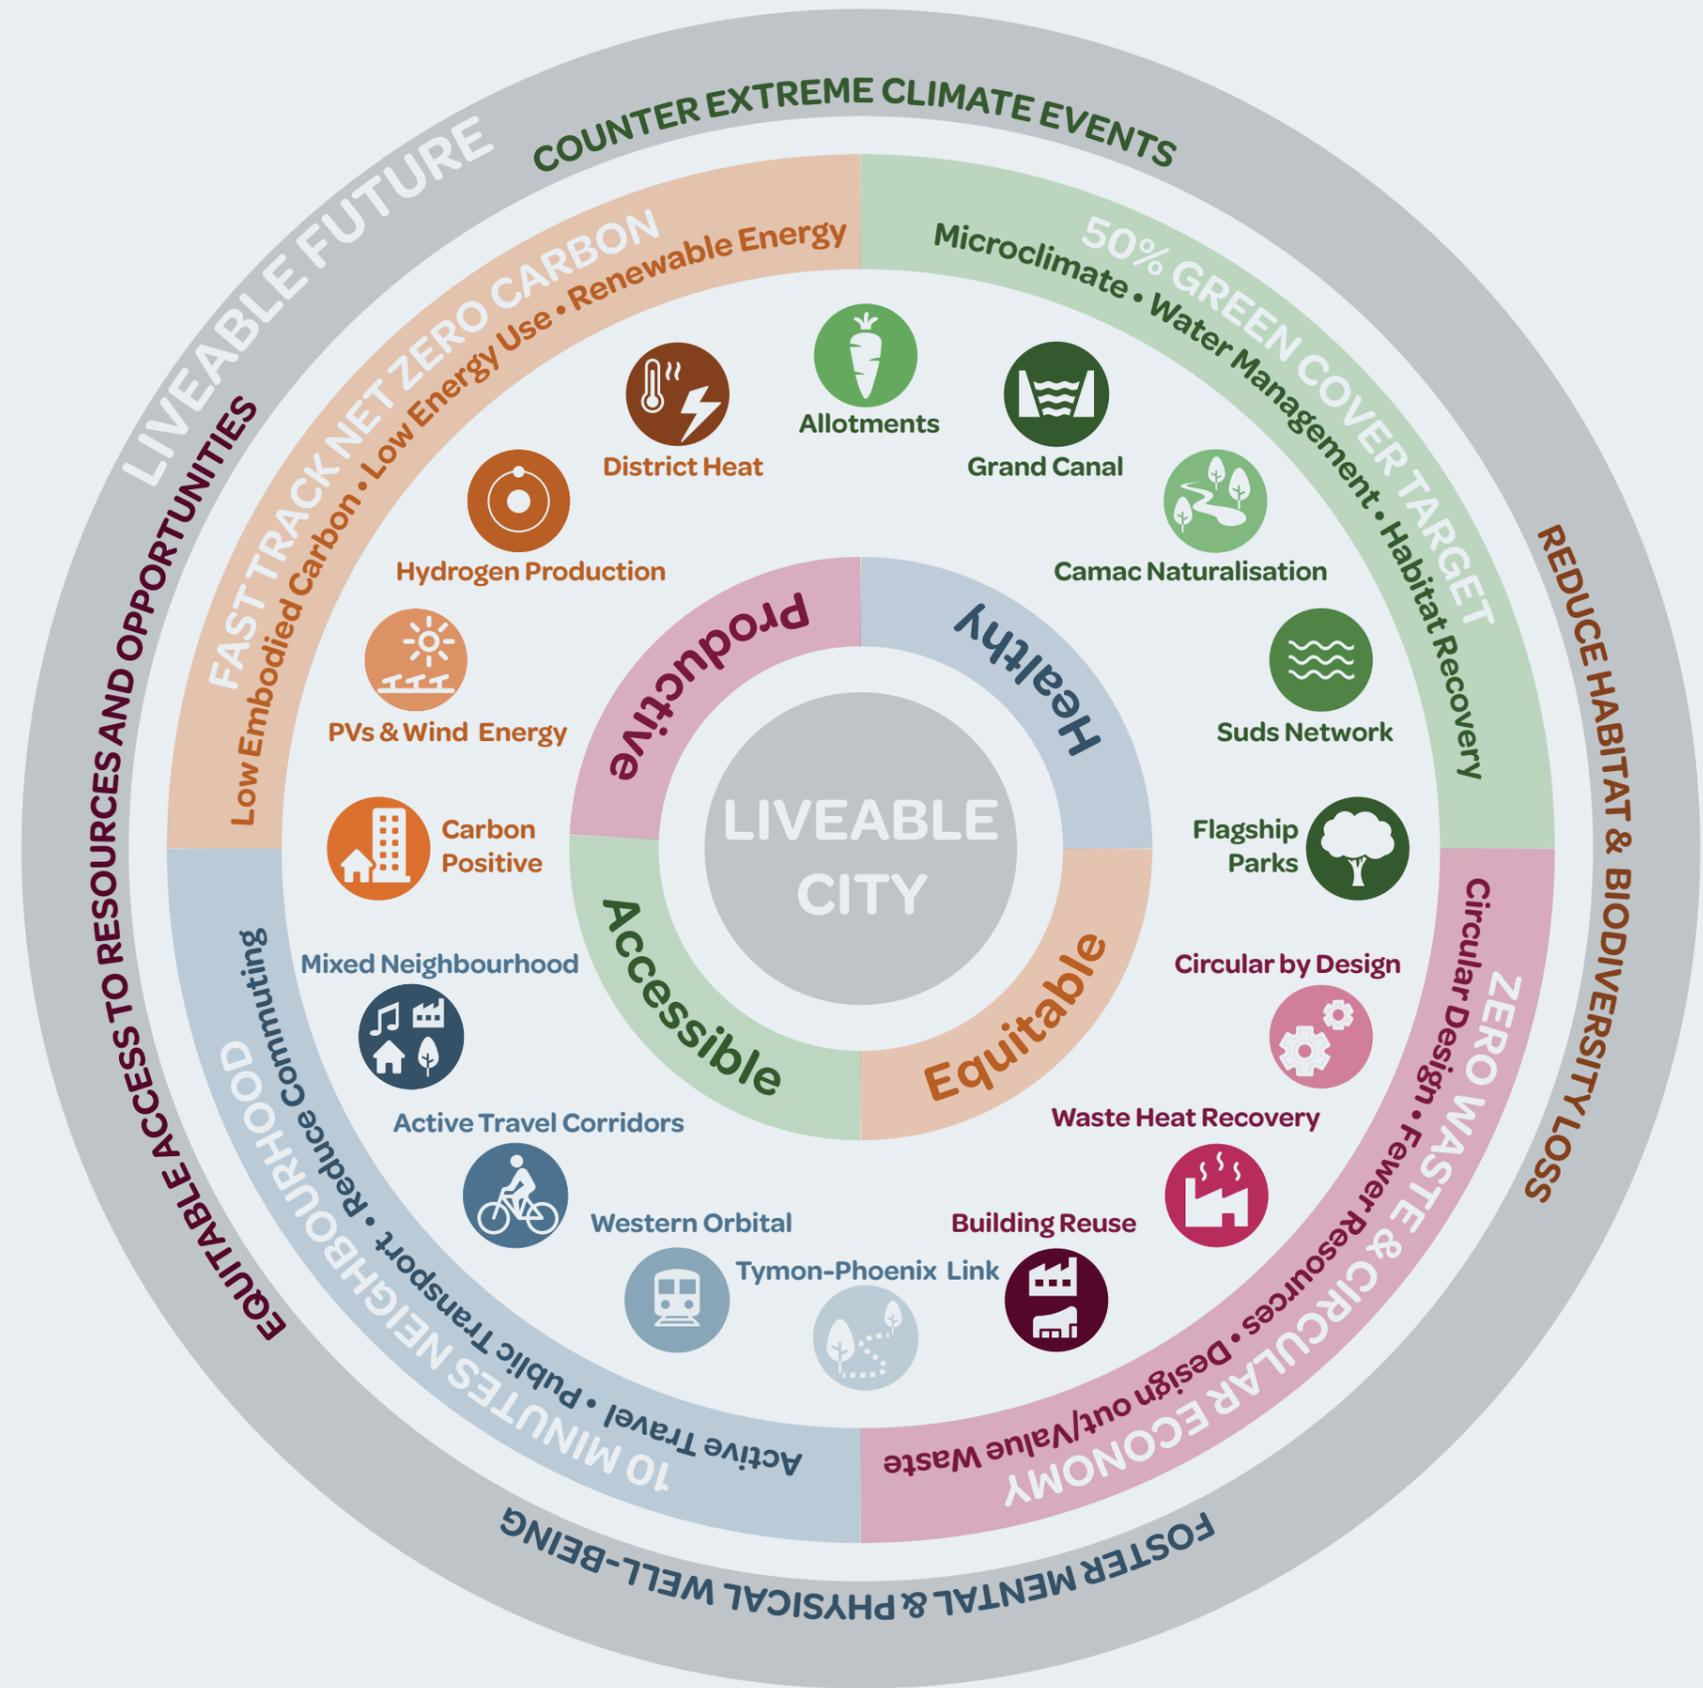 LIVEABLE FUTURE
COUNTER EXTREME CLIMATE EVENTS
REDUCE HABITAT & BIODIVERSITY LOSS
FOSTER MENTAL & PHYSICAL WELL-BEING
EQUITABLE ACCESS TO RESOURCES AND OPPORTUNITIES
FAST TRACK NET ZERO CARBON
Low Embodied Carbon • Low Energy Use • Renewable Energy
50% GREEN COVER TARGET
Microclimate • Water Management • Habitat Recovery
ZERO WASTE & CIRCULAR ECONOMY
Circular Design • Fewer Resources • Design out/Value Waste
10 MINUTES NEIGHBOURHOOD
Active Travel • Public Transport • Reduce Commuting
Allotments
Grand Canal
Camac Naturalisation
Suds Network
Flagship
Parks
Circular by Design
Waste Heat Recovery
Building Reuse
Tymon-Phoenix Link
Western Orbital
Active Travel Corridors
Mixed Neighbourhood
Carbon
Positive
PVs & Wind Energy
Hydrogen Production
District Heat
Productive
Healthy
Equitable
Accessible
LIVEABLE
CITY